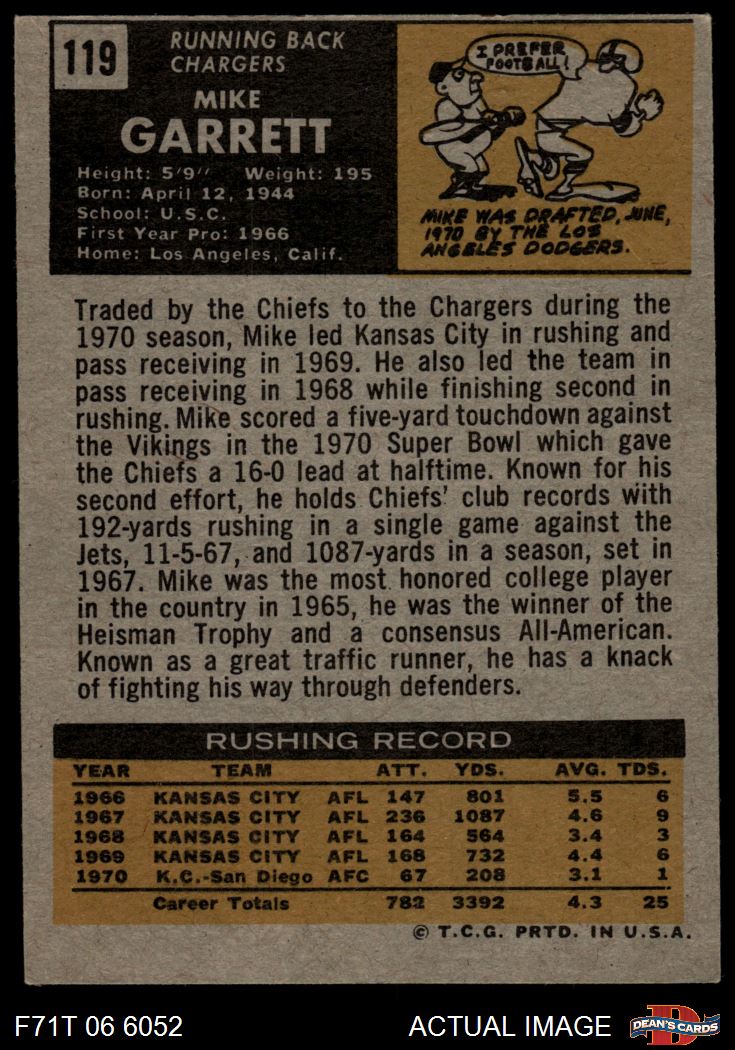 119
RUNNING BACK
CHARGERS
MIKE
GARRETT
Height: 5'9" Weight: 195
Born: April 12, 1944
School: U.S.C.
First Year Pro: 1966
Home: Los Angeles, Calif.
I PREFER
FOOTBALL!
MIKE WAS DRAFTED, JUNE,
1970 BY THE LOS
ANGELES DODGERS.
Traded by the Chiefs to the Chargers during the
1970 season, Mike led Kansas City in rushing and
pass receiving in 1969. He also led the team in
pass receiving in 1968 while finishing second in
rushing. Mike scored a five-yard touchdown against
the Vikings in the 1970 Super Bowl which gave
the Chiefs a 16-0 lead at halftime. Known for his
second effort, he holds Chiefs' club records with
192-yards rushing in a single game against the
Jets, 11-5-67, and 1087-yards in a season, set in
1967. Mike was the most honored college player
in the country in 1965, he was the winner of the
Heisman Trophy and a consensus All-American.
Known as a great traffic runner, he has a knack
of fighting his way through defenders.
RUSHING RECORD
YEAR TEAM ATT. YDS. AVG. TDS.
1966 KANSAS CITY AFL 147 801 5.5 6
1967 KANSAS CITY AFL 236 1087 4.6 9
1968 KANSAS CITY AFL 164 564 3.4 3
1969 KANSAS CITY AFL 168 732 4.4 6
1970 K.C.-San Diego AFC 67 208 3.1 1
Career Totals 782 3392 4.3 25
© T.C.G. PRTD. IN U.S.A.
F71T 06 6052 ACTUAL IMAGE D DEAN'S CARDS